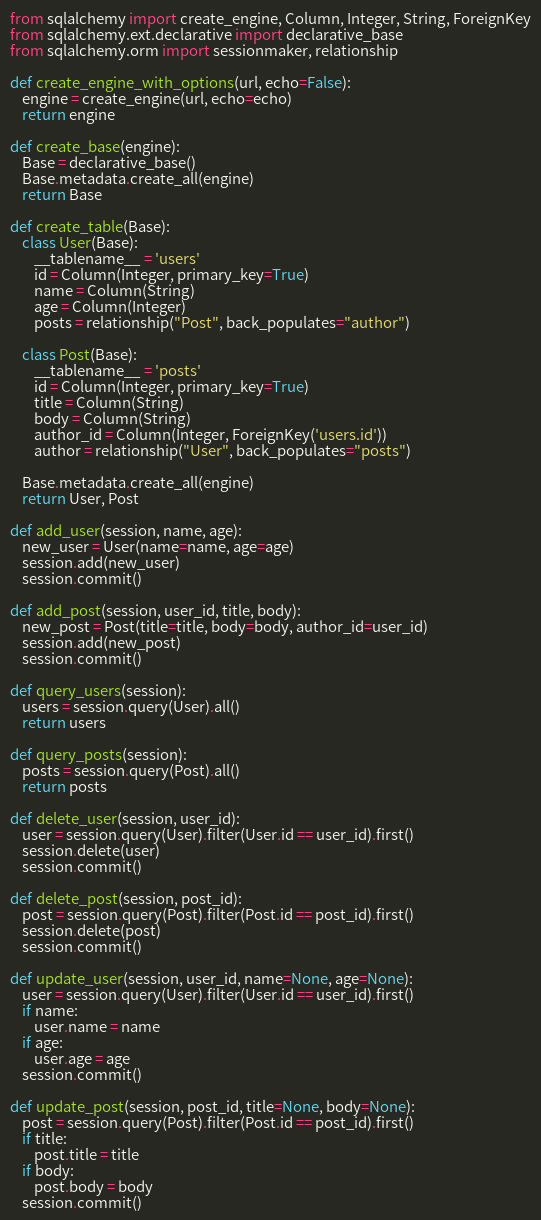 from sqlalchemy import create_engine, Column, Integer, String, ForeignKey
from sqlalchemy.ext.declarative import declarative_base
from sqlalchemy.orm import sessionmaker, relationship

def create_engine_with_options(url, echo=False):
    engine = create_engine(url, echo=echo)
    return engine

def create_base(engine):
    Base = declarative_base()
    Base.metadata.create_all(engine)
    return Base

def create_table(Base):
    class User(Base):
        __tablename__ = 'users'
        id = Column(Integer, primary_key=True)
        name = Column(String)
        age = Column(Integer)
        posts = relationship("Post", back_populates="author")

    class Post(Base):
        __tablename__ = 'posts'
        id = Column(Integer, primary_key=True)
        title = Column(String)
        body = Column(String)
        author_id = Column(Integer, ForeignKey('users.id'))
        author = relationship("User", back_populates="posts")

    Base.metadata.create_all(engine)
    return User, Post

def add_user(session, name, age):
    new_user = User(name=name, age=age)
    session.add(new_user)
    session.commit()

def add_post(session, user_id, title, body):
    new_post = Post(title=title, body=body, author_id=user_id)
    session.add(new_post)
    session.commit()

def query_users(session):
    users = session.query(User).all()
    return users

def query_posts(session):
    posts = session.query(Post).all()
    return posts

def delete_user(session, user_id):
    user = session.query(User).filter(User.id == user_id).first()
    session.delete(user)
    session.commit()

def delete_post(session, post_id):
    post = session.query(Post).filter(Post.id == post_id).first()
    session.delete(post)
    session.commit()

def update_user(session, user_id, name=None, age=None):
    user = session.query(User).filter(User.id == user_id).first()
    if name:
        user.name = name
    if age:
        user.age = age
    session.commit()

def update_post(session, post_id, title=None, body=None):
    post = session.query(Post).filter(Post.id == post_id).first()
    if title:
        post.title = title
    if body:
        post.body = body
    session.commit()